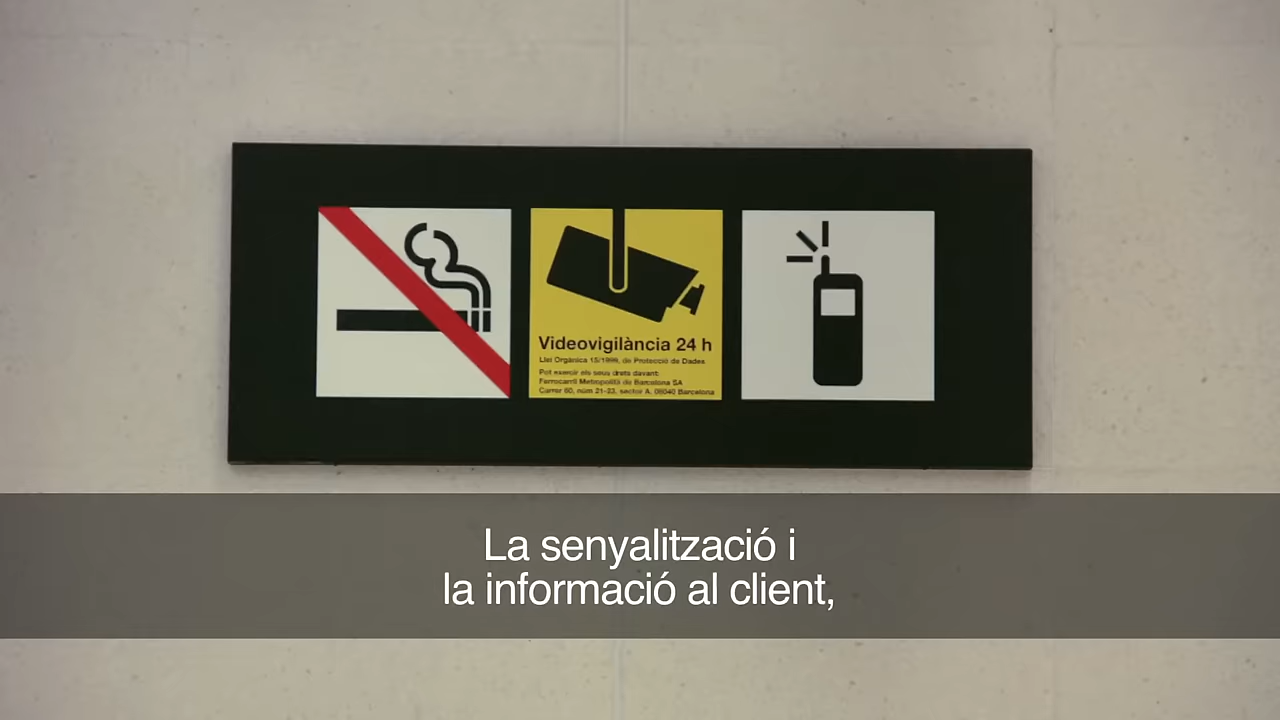 Videovigilància 24 h
Llei Orgànica 15/1999, de Protecció de Dades
Pot exercir els seus drets davant:
Ferrocarril Metropolità de Barcelona SA
Carrer 60, núm 21-23, sector A. 08040 Barcelona
La senyalització i
la informació al client,